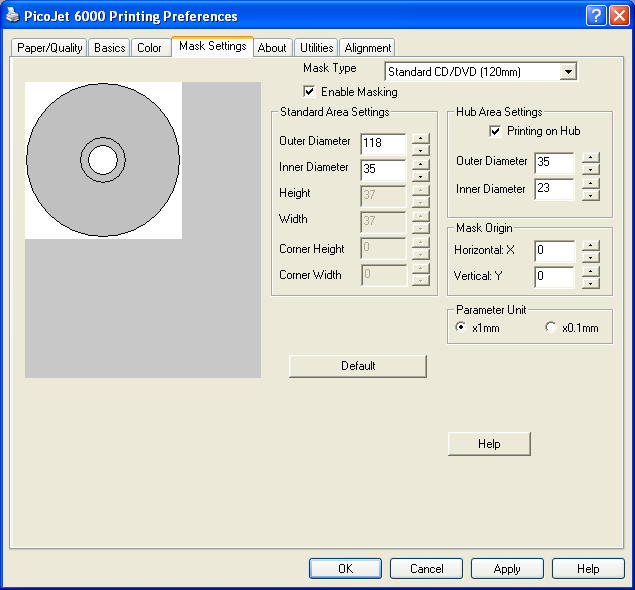 PicoJet 6000 Printing Preferences
Paper/Quality Basics Color Mask Settings About Utilities Alignment
Mask Type Standard CD/DVD (120mm)
Enable Masking
Standard Area Settings
Outer Diameter 118
Inner Diameter 35
Height 37
Width 37
Corner Height 0
Corner Width 0
Hub Area Settings
Printing on Hub
Outer Diameter 35
Inner Diameter 23
Mask Origin
Horizontal: X 0
Vertical: Y 0
Parameter Unit
x1mm x0.1mm
Default
Help
OK Cancel Apply Help